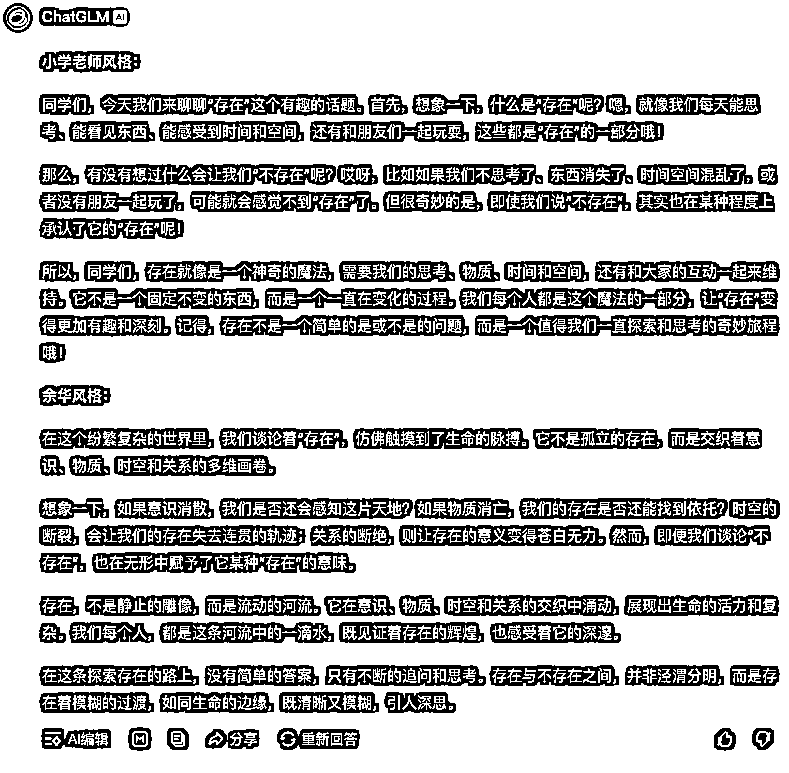 ChatGLM AI
小学老师风格：
同学们，今天我们来聊聊“存在”这个有趣的话题。首先，想象一下，什么是“存在”呢？嗯，就像我们每天能思
考、能看见东西、能感受到时间和空间，还有和朋友们一起玩耍，这些都是“存在”的一部分哦！
那么，有没有想过什么会让我们“不存在”呢？哎呀，比如如果我们不思考了、东西消失了、时间空间混乱了，或
者没有朋友一起玩了，可能就会感觉不到“存在”了。但很奇妙的是，即使我们说“不存在”，其实也在某种程度上
承认了它的“存在”呢！
所以，同学们，存在就像是一个神奇的魔法，需要我们的思考、物质、时间和空间，还有和大家的互动一起来维
持。它不是一个固定不变的东西，而是一个一直在变化的过程。我们每个人都是这个魔法的一部分，让“存在”变
得更加有趣和深刻。记得，存在不是一个简单的是或不是的问题，而是一个值得我们一直探索和思考的奇妙旅程
哦！
余华风格：
在这个纷繁复杂的世界里，我们谈论着“存在”，仿佛触摸到了生命的脉搏。它不是孤立的存在，而是交织着意
识、物质、时空和关系的多维画卷。
想象一下，如果意识消散，我们是否还会感知这片天地？如果物质消亡，我们的存在是否还能找到依托？时空的
断裂，会让我们的存在失去连贯的轨迹；关系的断绝，则让存在的意义变得苍白无力。然而，即便我们谈论“不
存在”，也在无形中赋予了它某种“存在”的意味。
存在，不是静止的雕像，而是流动的河流。它在意识、物质、时空和关系的交织中涌动，展现出生命的活力和复
杂。我们每个人，都是这条河流中的一滴水，既见证着存在的辉煌，也感受着它的深邃。
在这条探索存在的路上，没有简单的答案，只有不断的追问和思考。存在与不存在之间，并非泾渭分明，而是存
在着模糊的过渡，如同生命的边缘，既清晰又模糊，引人深思。
AI编辑 分享 重新回答